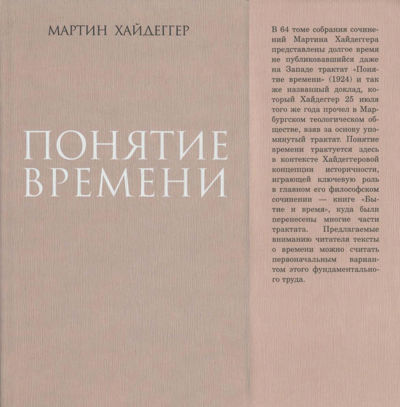 МАРТИН ХАЙДЕГГЕР
ПОНЯТИЕ
ВРЕМЕНИ
В 64 томе собрания сочине-
ний Мартина Хайдеггера
представлены долгое время
не публиковавшийся даже
на Западе трактат «Поня-
тие времени» (1924) и так
же названный доклад, ко-
торый Хайдеггер 25 июля
того же года прочел в Мар-
бургском теологическом об-
ществе, взяв за основу упо-
мянутый трактат. Понятие
времени трактуется здесь
в контексте Хайдеггеровой
концепции историчности,
играющей ключевую роль
в главном его философском
сочинении — книге «Бы-
тие и время», куда были
перенесены многие части
трактата. Предлагаемые
вниманию читателя тексты
о времени можно считать
первоначальным вариан-
том этого фундаментально-
го труда.